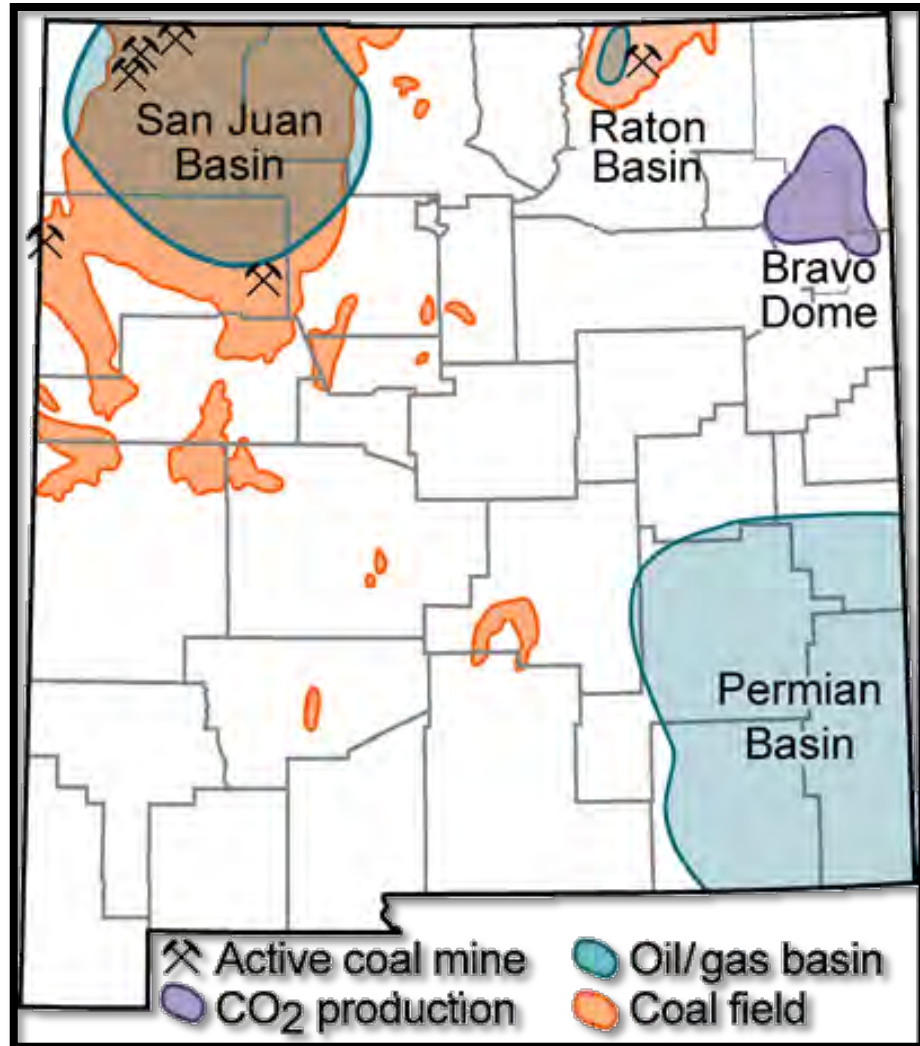 San Juan
Basin
Raton
Basin
Bravo
Dome
Permian
Basin
Active coal mine
Oil/gas basin
CO2 production
Coal field